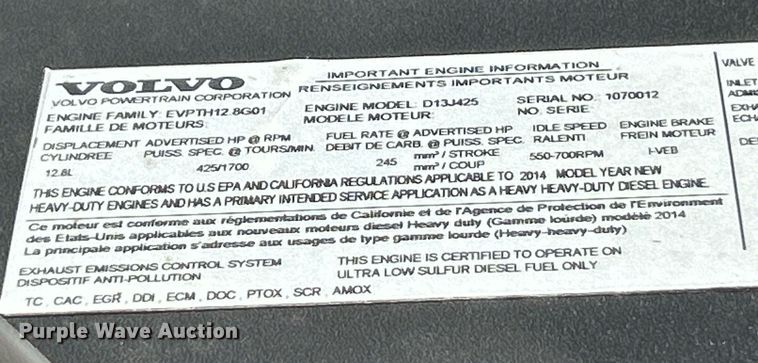 VOLVO
VOLVO POWERTRAIN CORPORATION
IMPORTANT ENGINE INFORMATION
RENSEIGNEMENTS IMPORTANTS MOTEUR
ENGINE FAMILY: EVPTH12.8G01
FAMILLE DE MOTEURS:
ENGINE MODEL: D13J425
MODELE MOTEUR:
SERIAL NO.: 1070012
NO. SERIE:
DISPLACEMENT ADVERTISED HP @ RPM FUEL RATE @ ADVERTISED HP IDLE SPEED ENGINE BRAKE
CYLINDREE PUISS. SPEC. @ TOURS/MIN. DEBIT DE CARB. @ PUISS. SPEC. RALENTI FREIN MOTEUR
12.8L 425/1700 245 mm³ / STROKE 550-700RPM I-VEB
mm³ / COUP
THIS ENGINE CONFORMS TO U.S EPA AND CALIFORNIA REGULATIONS APPLICABLE TO 2014 MODEL YEAR NEW
HEAVY-DUTY ENGINES AND HAS A PRIMARY INTENDED SERVICE APPLICATION AS A HEAVY HEAVY-DUTY DIESEL ENGINE.
Ce moteur est conforme aux réglementations de Californie et de l'Agence de Protection de l'Environment
des Etats-Unis applicables aux nouveaux moteurs diesel Heavy duty (Gamme lourde) modèle 2014
La principale application s'adresse aux usages de type gamme lourde (Heavy-heavy-duty)
EXHAUST EMISSIONS CONTROL SYSTEM
DISPOSITIF ANTI-POLLUTION
THIS ENGINE IS CERTIFIED TO OPERATE ON
ULTRA LOW SULFUR DIESEL FUEL ONLY
TC , CAC, EGR , DDI , ECM , DOC , PTOX , SCR , AMOX
VALVE
INLET
ADMI
EXHA
ECHA
DE
Purple Wave Auction